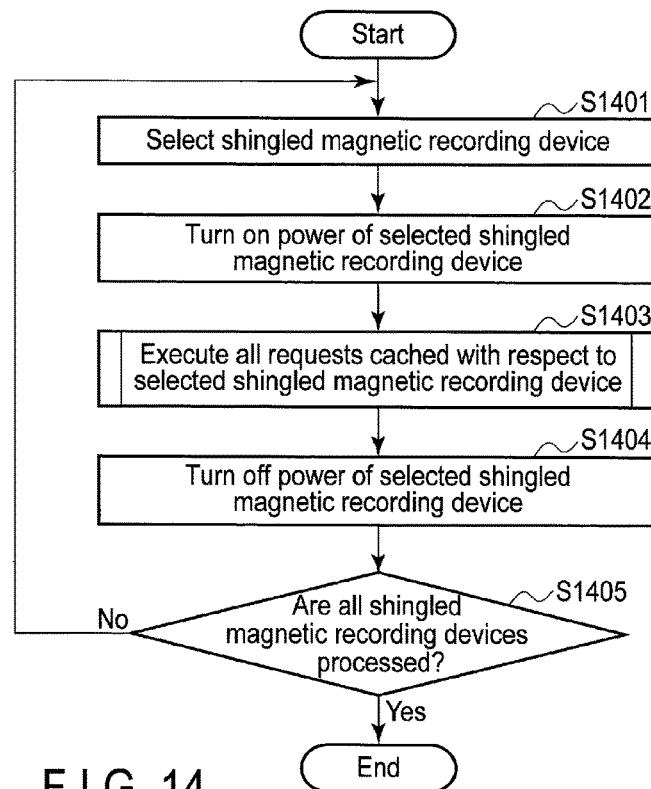 Start
S1401
Select shingled magnetic recording device
S1402
Turn on power of selected shingled
magnetic recording device
S1403
Execute all requests cached with respect to
selected shingled magnetic recording device
S1404
Turn off power of selected shingled
magnetic recording device
S1405
Are all shingled
magnetic recording devices
processed?
No
Yes
End
FIG. 14